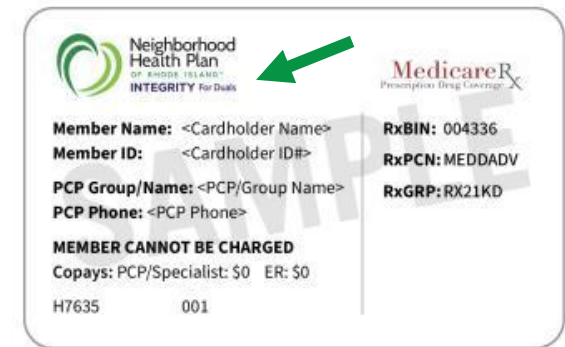 Neighborhood
Health Plan
OF RHODE ISLAND™
INTEGRITY For Duals
MedicareRx
Prescription Drug Coverage
Member Name: <Cardholder Name>
Member ID: <Cardholder ID#>
PCP Group/Name: <PCP/Group Name>
PCP Phone: <PCP Phone>
MEMBER CANNOT BE CHARGED
Copays: PCP/Specialist: $0 ER: $0
H7635 001
RxBIN: 004336
RxPCN: MEDDADV
RxGRP: RX21KD
SAMPLE